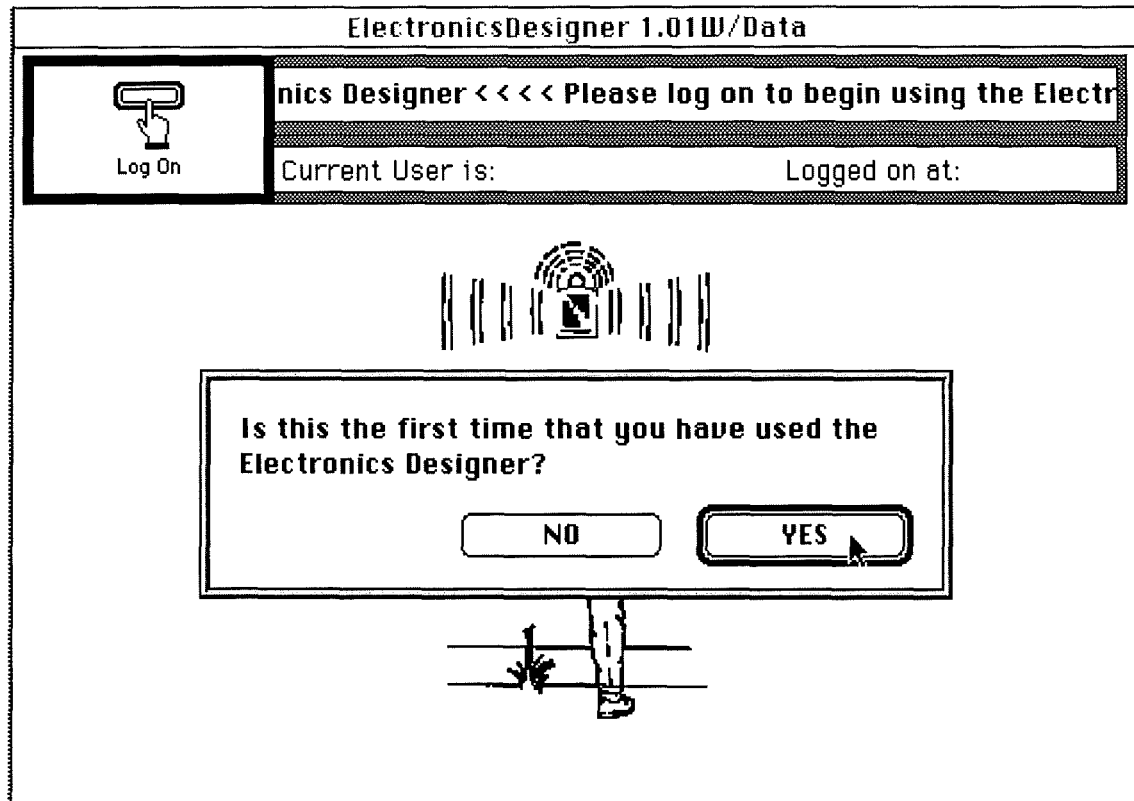 ElectronicsDesigner 1.01W/Data
nics Designer < < < < Please log on to begin using the Electr
Log On
Current User is: Logged on at:
Is this the first time that you have used the
Electronics Designer?
NO YES